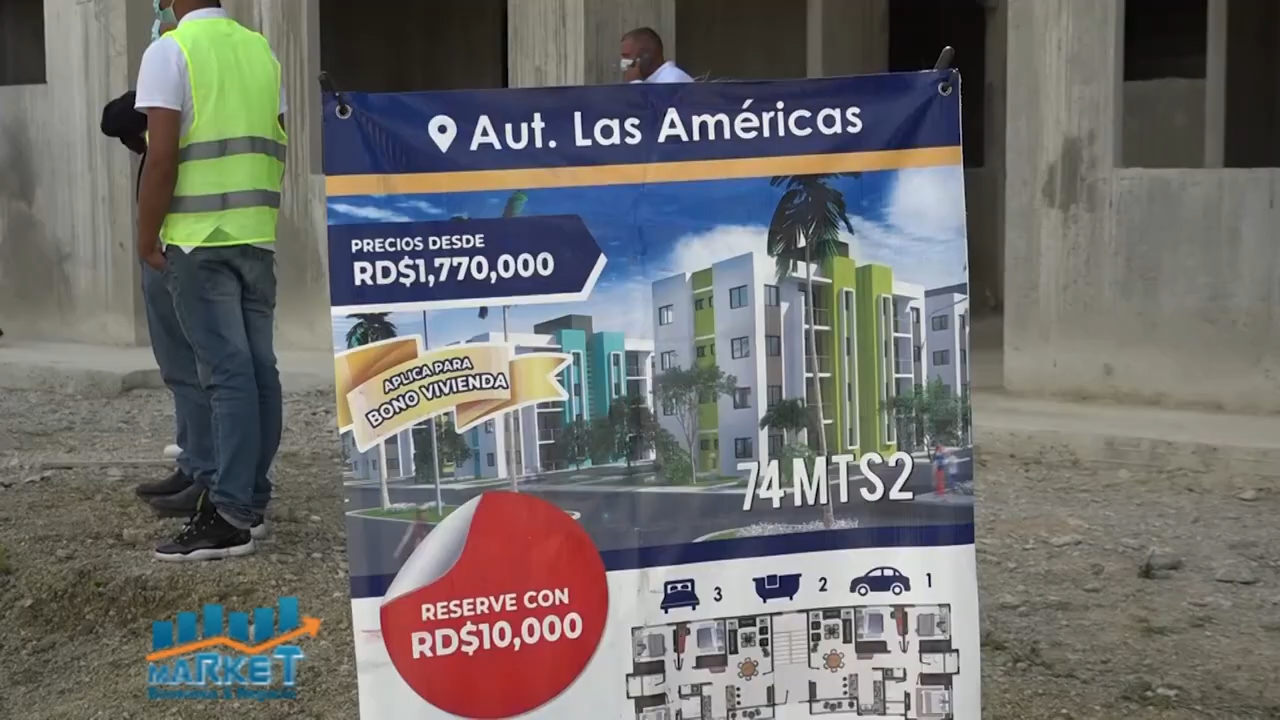 Aut. Las Américas
PRECIOS DESDE
RD$1,770,000
APLICA PARA
BONO VIVIENDA
74 MTS2
RESERVE CON
RD$10,000
3
2
1
MARKET